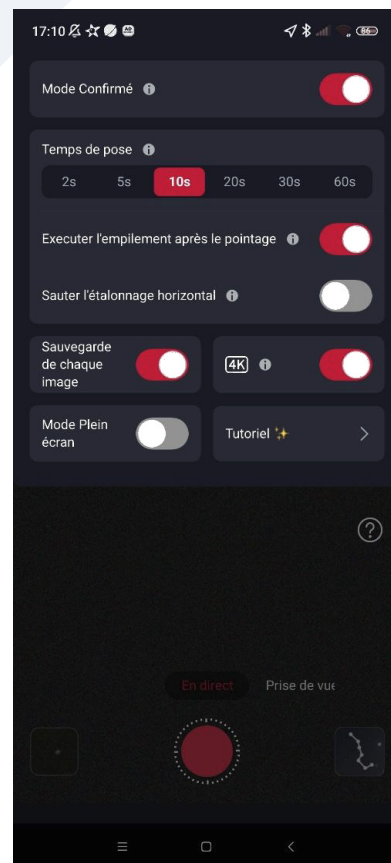 17:10
86
Mode Confirmé
Temps de pose
2s 5s 10s 20s 30s 60s
Executer l'empilement après le pointage
Sauter l'étalonnage horizontal
Sauvegarde
de chaque
image
4K
Mode Plein
écran
Tutoriel
En direct Prise de vue